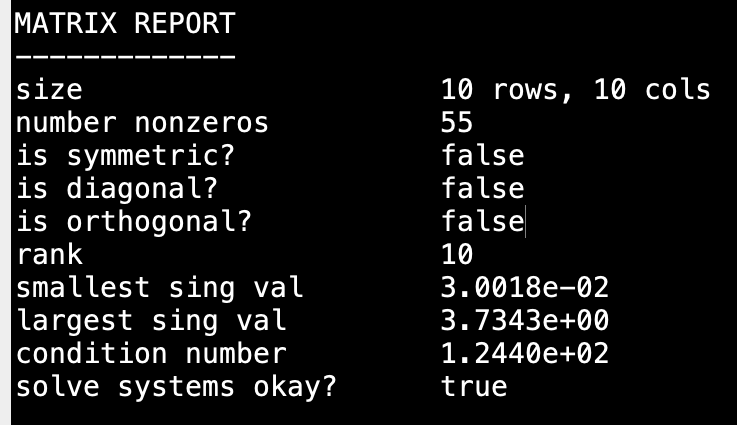 MATRIX REPORT
-------------
size 10 rows, 10 cols
number nonzeros 55
is symmetric? false
is diagonal? false
is orthogonal? false
rank 10
smallest sing val 3.0018e-02
largest sing val 3.7343e+00
condition number 1.2440e+02
solve systems okay? true